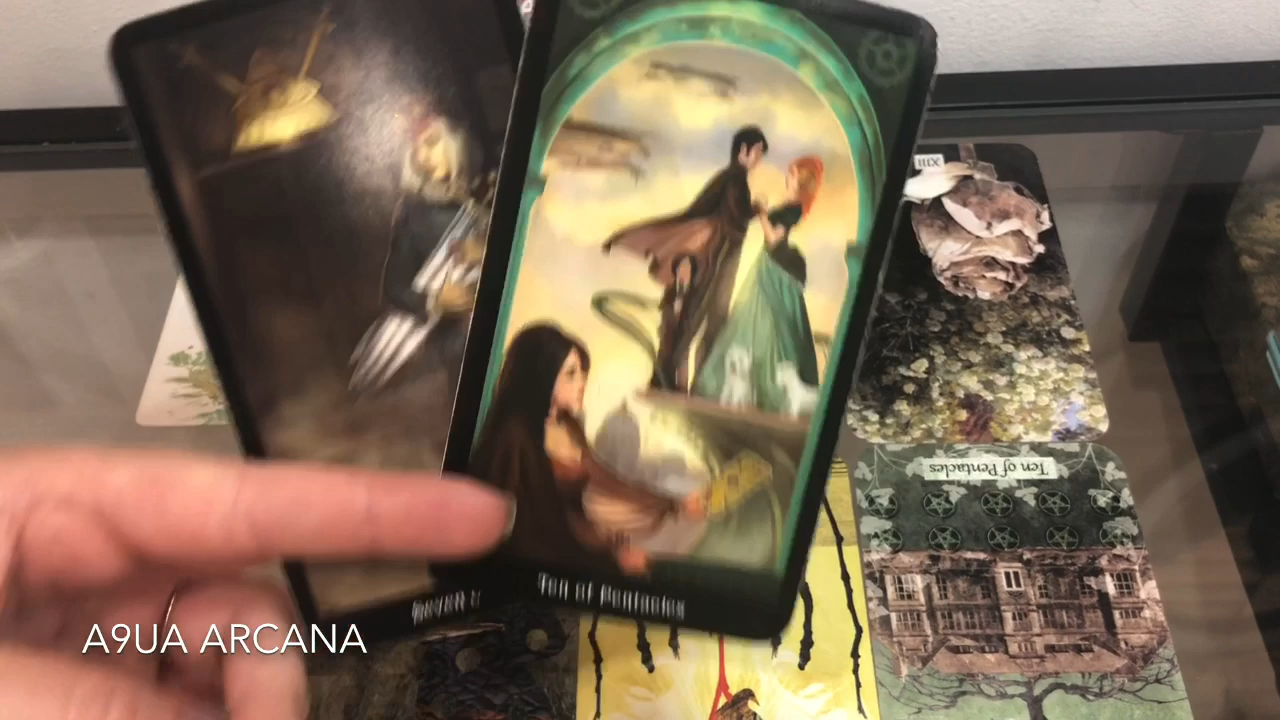 XIII
Ten of Pentacles
Ten of Pentacles
A9UA ARCANA